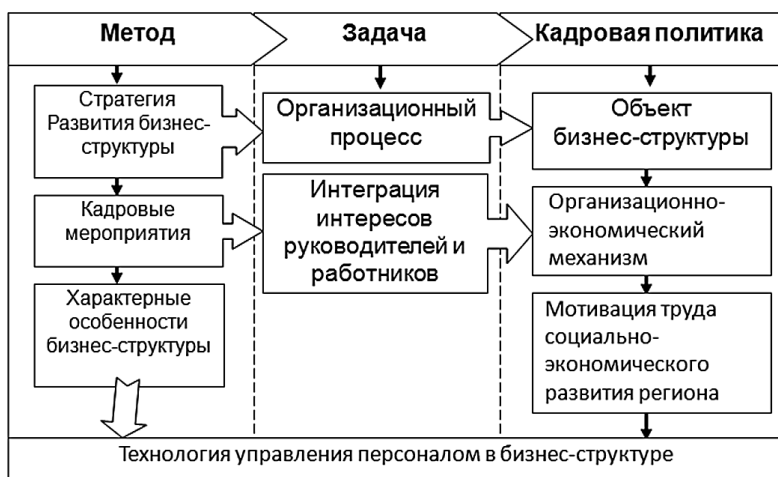 Метод
Задача
Кадровая политика
Стратегия
Развития бизнес-
структуры
Организационный
процесс
Объект
бизнес-структуры
Кадровые
мероприятия
Интеграция
интересов
руководителей и
работников
Организационно-
экономический
механизм
Характерные
особенности
бизнес-структуры
Мотивация труда
социально-
экономического
развития региона
Технология управления персоналом в бизнес-структуре